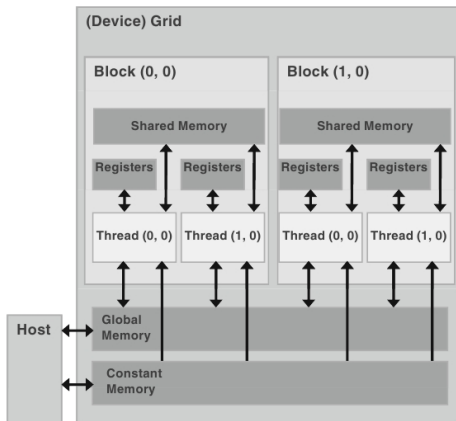 (Device) Grid
Block (0, 0)
Block (1, 0)
Shared Memory
Shared Memory
Registers
Registers
Registers
Registers
Thread (0, 0)
Thread (1, 0)
Thread (0, 0)
Thread (1, 0)
Host
Global
Memory
Constant
Memory